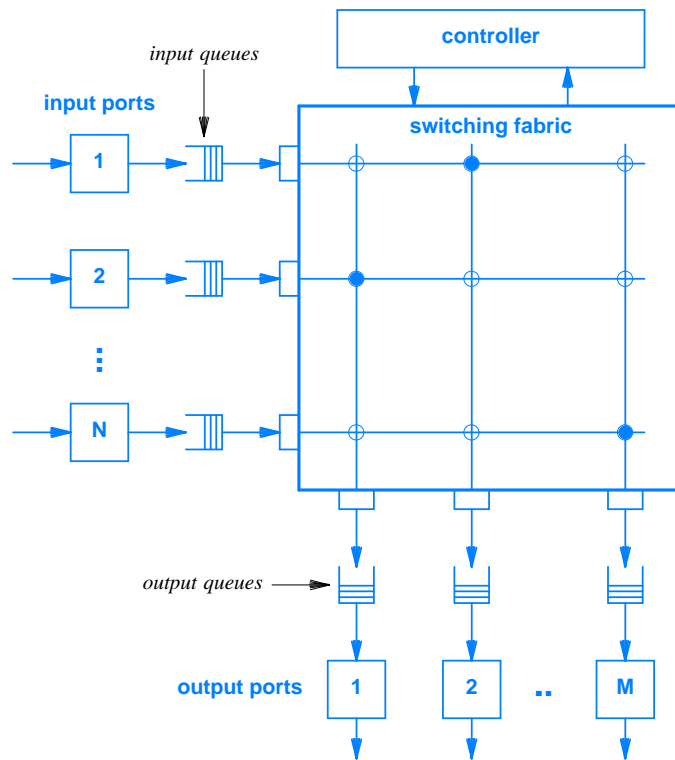 controller
input queues
input ports
switching fabric
1
2
N
output queues
output ports
1
2
M